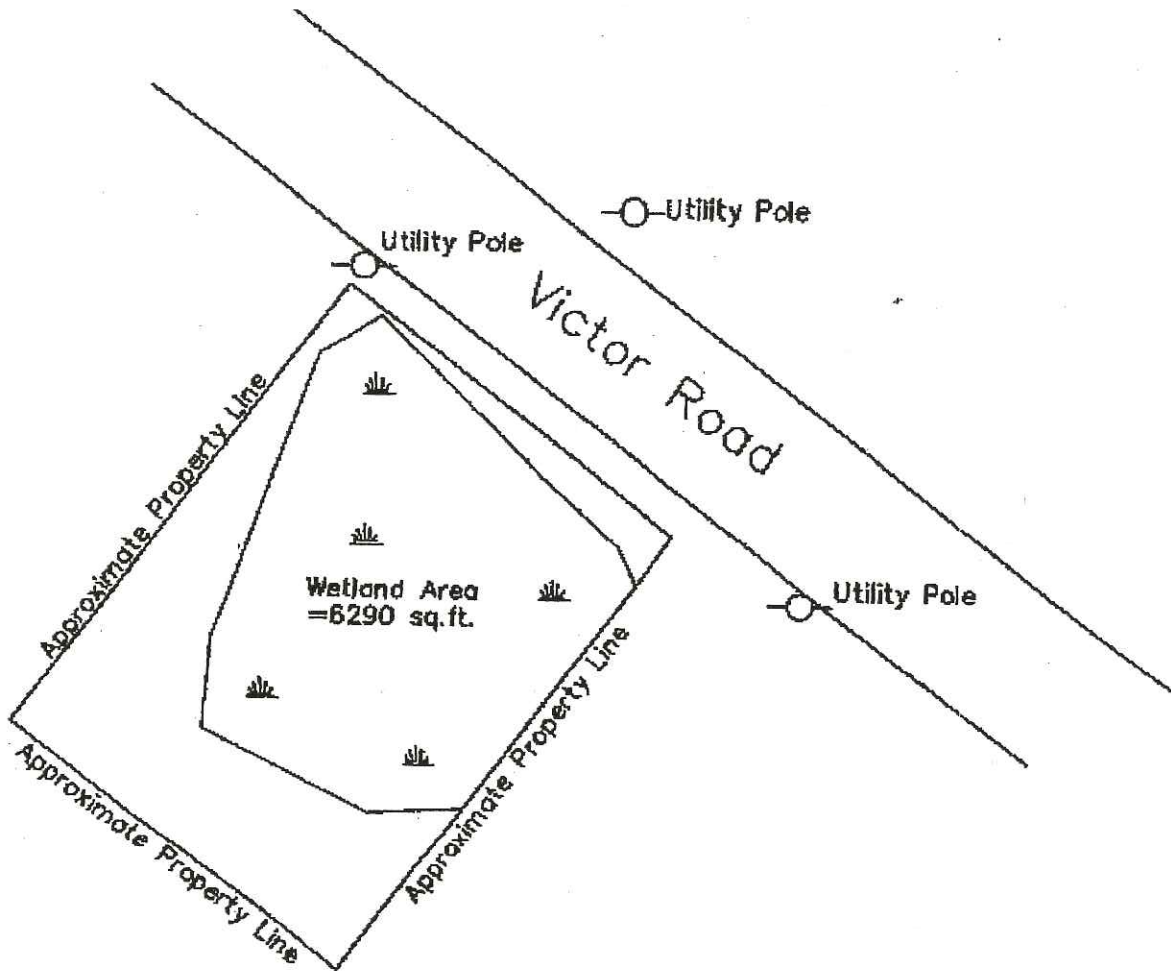 Utility Pole
Utility Pole
Victor Road
Approximate Property Line
Wetland Area
=6290 sq.ft.
Utility Pole
Approximate Property Line
Approximate Property Line